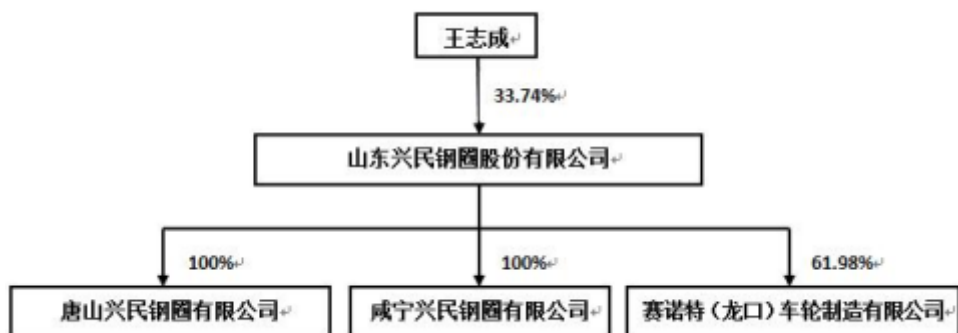 王志成
33.74%
山东兴民钢圈股份有限公司
100%
100%
61.98%
唐山兴民钢圈有限公司
咸宁兴民钢圈有限公司
赛诺特（龙口）车轮制造有限公司